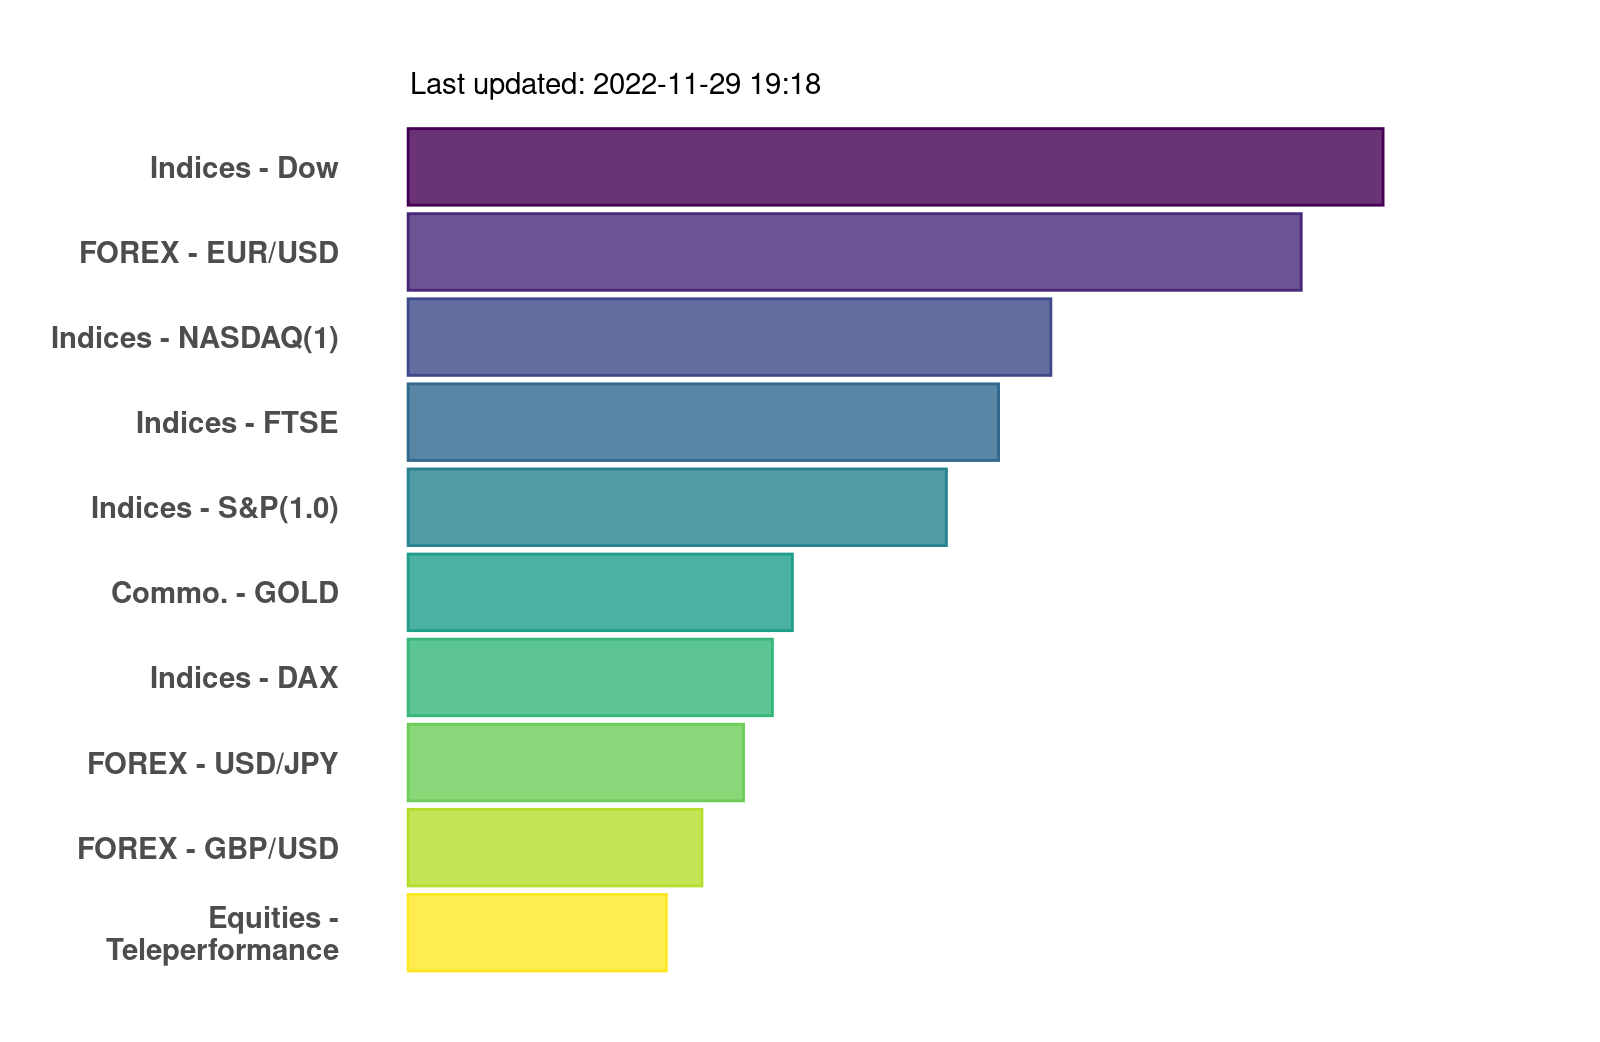 Last updated: 2022-11-29 19:18
Indices - Dow
FOREX - EUR/USD
Indices - NASDAQ(1)
Indices - FTSE
Indices - S&P(1.0)
Commo. - GOLD
Indices - DAX
FOREX - USD/JPY
FOREX - GBP/USD
Equities -
Teleperformance